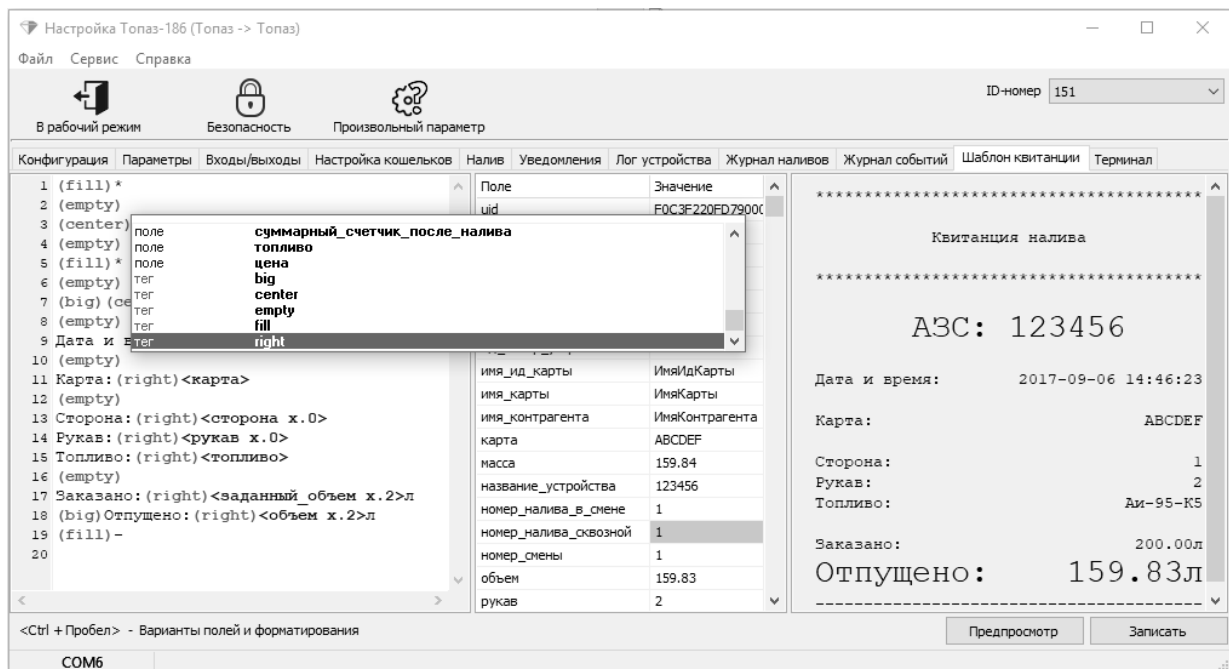 Настройка Топаз-186 (Топаз -> Топаз)
Файл Сервис Справка
В рабочий режим
Безопасность
Произвольный параметр
ID-номер 151
Конфигурация Параметры Входы/выходы Настройка кошельков Налив Уведомления Лог устройства Журнал наливов Журнал событий Шаблон квитанции Терминал
1 (fill)*
2 (empty)
3 (center)
4 (empty)
5 (fill)*
6 (empty)
7 (big)(ce
8 (empty)
9 Дата и в
10 (empty)
11 Карта:(right)<карта>
12 (empty)
13 Сторона:(right)<сторона x.0>
14 Рукав:(right)<рукав x.0>
15 Топливо:(right)<топливо>
16 (empty)
17 Заказано:(right)<заданный_объем x.2>л
18 (big)Отпущено:(right)<объем x.2>л
19 (fill)-
20
поле суммарный_счетчик_после_налива
поле топливо
поле цена
тег big
тег center
тег empty
тег fill
тег right
Поле Значение
uid F0C3F220FD7900
имя_ид_карты ИмяИдКарты
имя_карты ИмяКарты
имя_контрагента ИмяКонтрагента
карта ABCDEF
масса 159.84
название_устройства 123456
номер_налива_в_смене 1
номер_налива_сквозной 1
номер_смены 1
объем 159.83
рукав 2
****************************************
Квитанция налива
****************************************
АЗС: 123456
Дата и время: 2017-09-06 14:46:23
Карта: ABCDEF
Сторона: 1
Рукав: 2
Топливо: Аи-95-К5
Заказано: 200.00л
Отпущено: 159.83л
----------------------------------------
<Ctrl + Пробел> - Варианты полей и форматирования
Предпросмотр
Записать
COM6